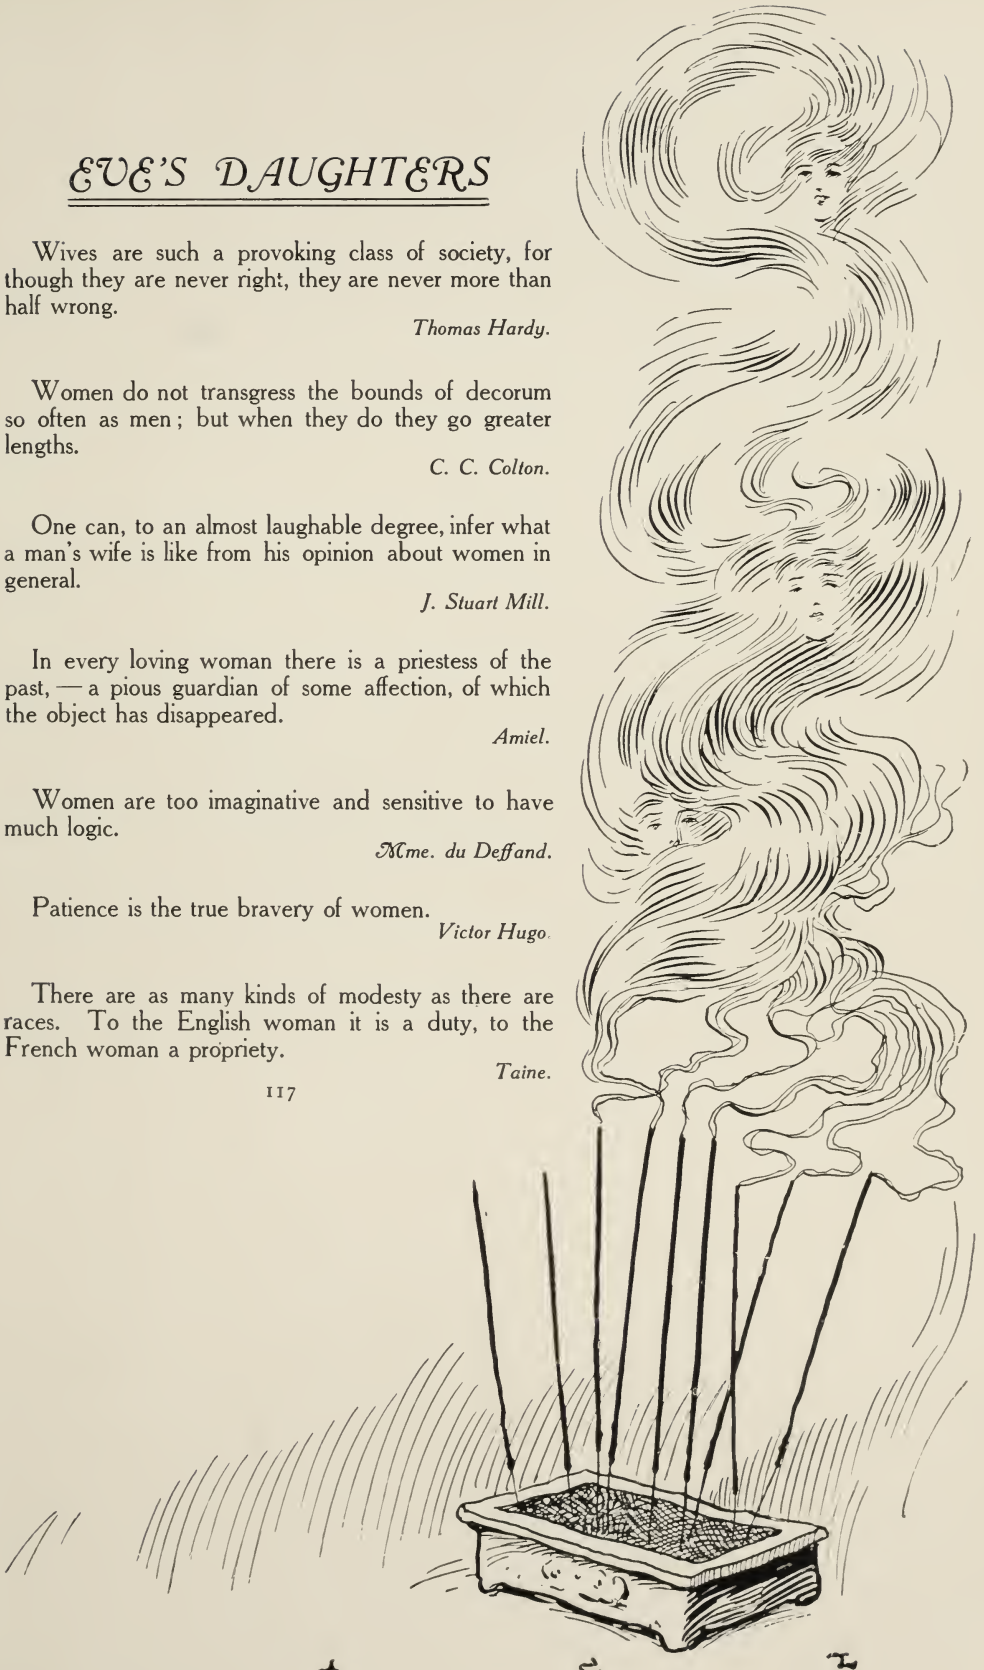 EVE'S DAUGHTERS
Wives are such a provoking class of society, for
though they are never right, they are never more than
half wrong.
Thomas Hardy.
Women do not transgress the bounds of decorum
so often as men; but when they do they go greater
lengths.
C. C. Colton.
One can, to an almost laughable degree, infer what
a man's wife is like from his opinion about women in
general.
J. Stuart Mill.
In every loving woman there is a priestess of the
past, — a pious guardian of some affection, of which
the object has disappeared.
Amiel.
Women are too imaginative and sensitive to have
much logic.
Mme. du Deffand.
Patience is the true bravery of women.
Victor Hugo.
There are as many kinds of modesty as there are
races. To the English woman it is a duty, to the
French woman a propriety.
Taine.
117